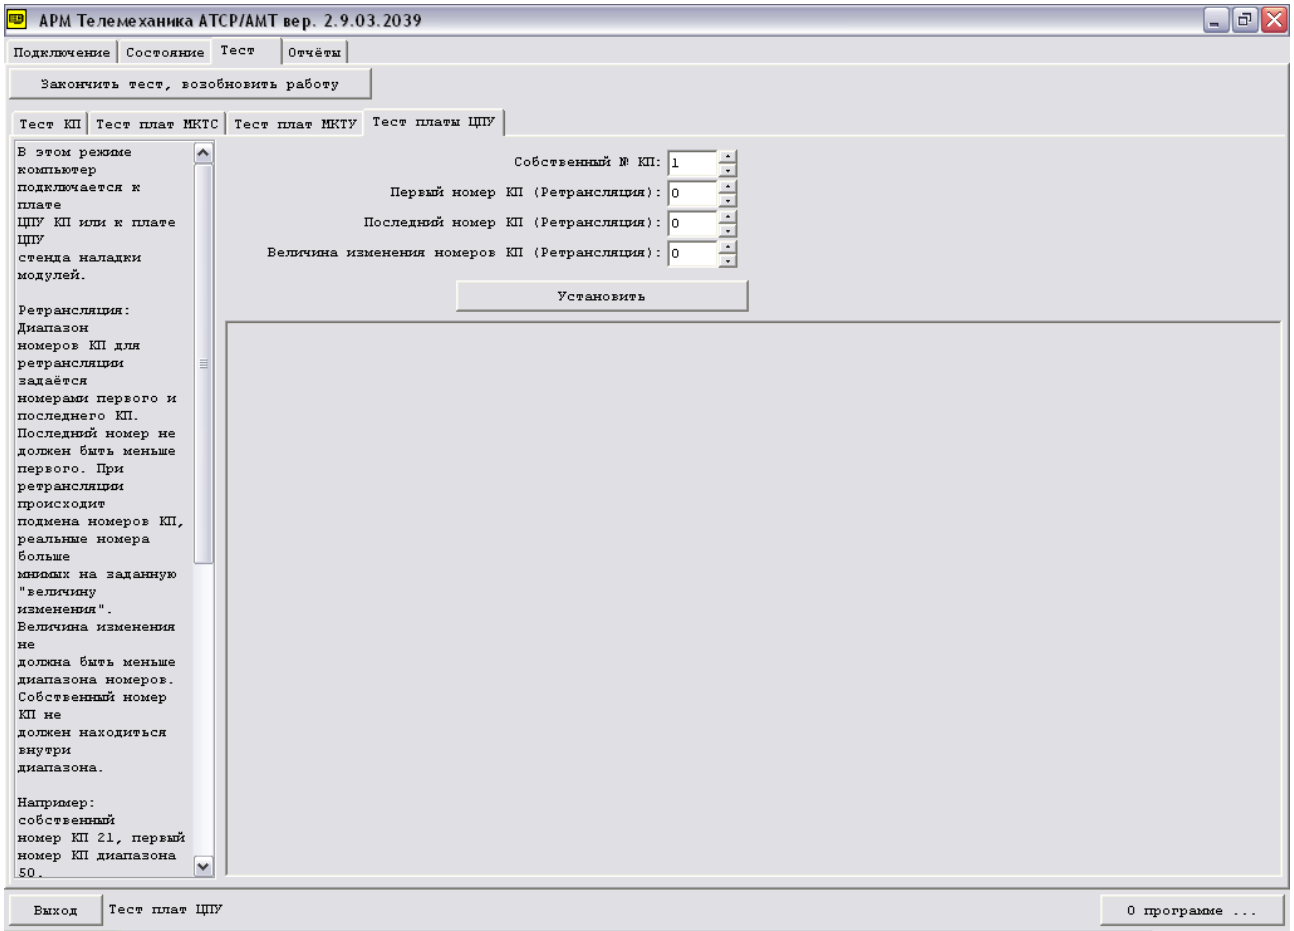 АРМ Телемеханика АТСР/АМТ вер. 2.9.03.2039
Подключение Состояние Тест Отчёты
Закончить тест, возобновить работу
Тест КП Тест плат МКТС Тест плат МКТУ Тест платы ЦПУ
В этом режиме
компьютер
подключается к
плате
ЦПУ КП или к плате
ЦПУ
стенда наладки
модулей.
Ретрансляция:
Диапазон
номеров КП для
ретрансляции
задаётся
номерами первого и
последнего КП.
Последний номер не
должен быть меньше
первого. При
ретрансляции
происходит
подмена номеров КП,
реальные номера
больше
мнимых на заданную
"величину
изменения".
Величина изменения
не
должна быть меньше
диапазона номеров.
Собственный номер
КП не
должен находиться
внутри
диапазона.
Например:
собственный
номер КП 21, первый
номер КП диапазона
50.
Собственный № КП: 1
Первый номер КП (Ретрансляция): 0
Последний номер КП (Ретрансляция): 0
Величина изменения номеров КП (Ретрансляция): 0
Установить
Выход Тест плат ЦПУ О программе ...